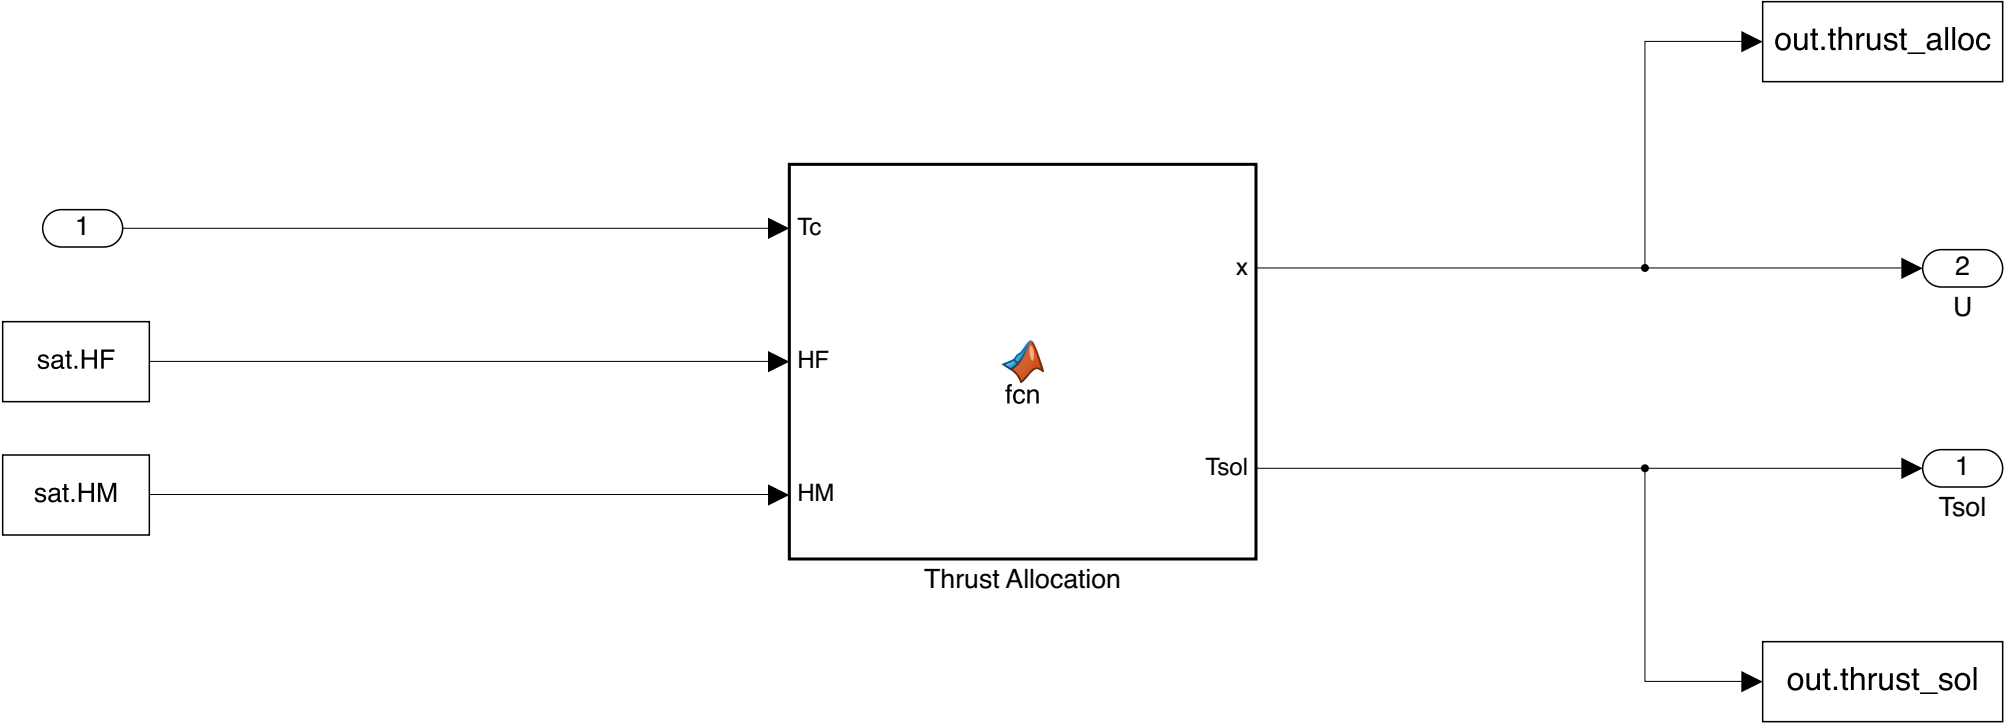 out.thrust_alloc
1
Tc
x
2
U
sat.HF
HF
fcn
sat.HM
HM
Tsol
1
Tsol
Thrust Allocation
out.thrust_sol